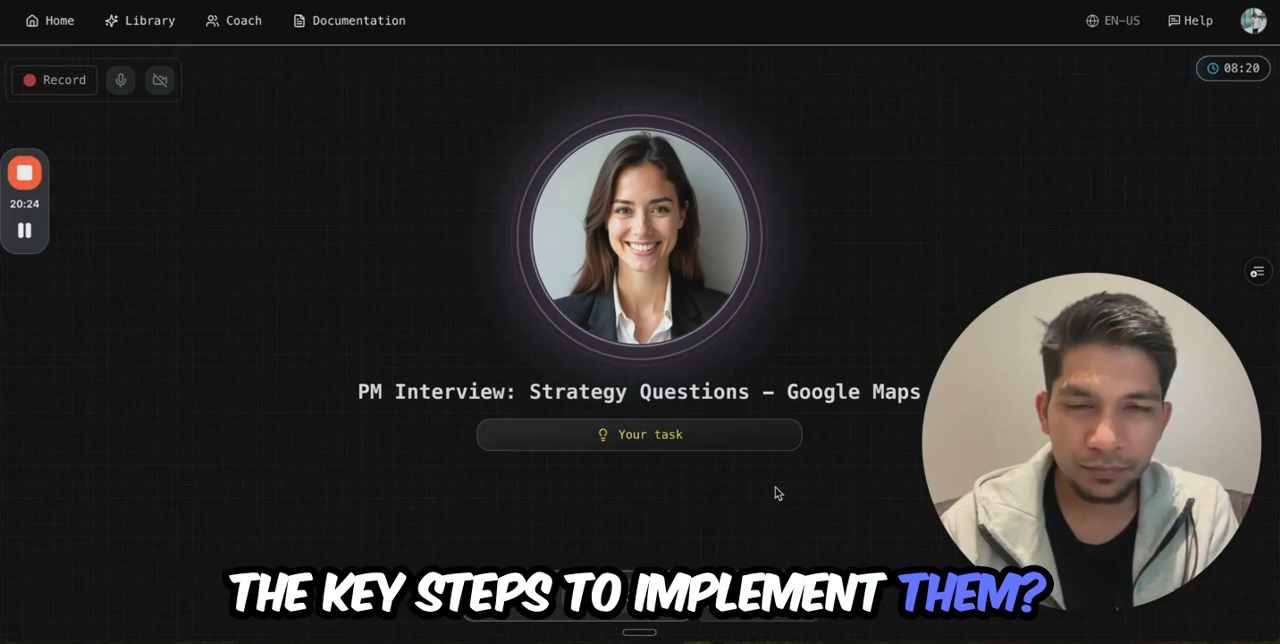 Home Library Coach Documentation EN-US Help
Record 08:20
20:24
PM Interview: Strategy Questions – Google Maps
Your task
THE KEY STEPS TO IMPLEMENT THEM?